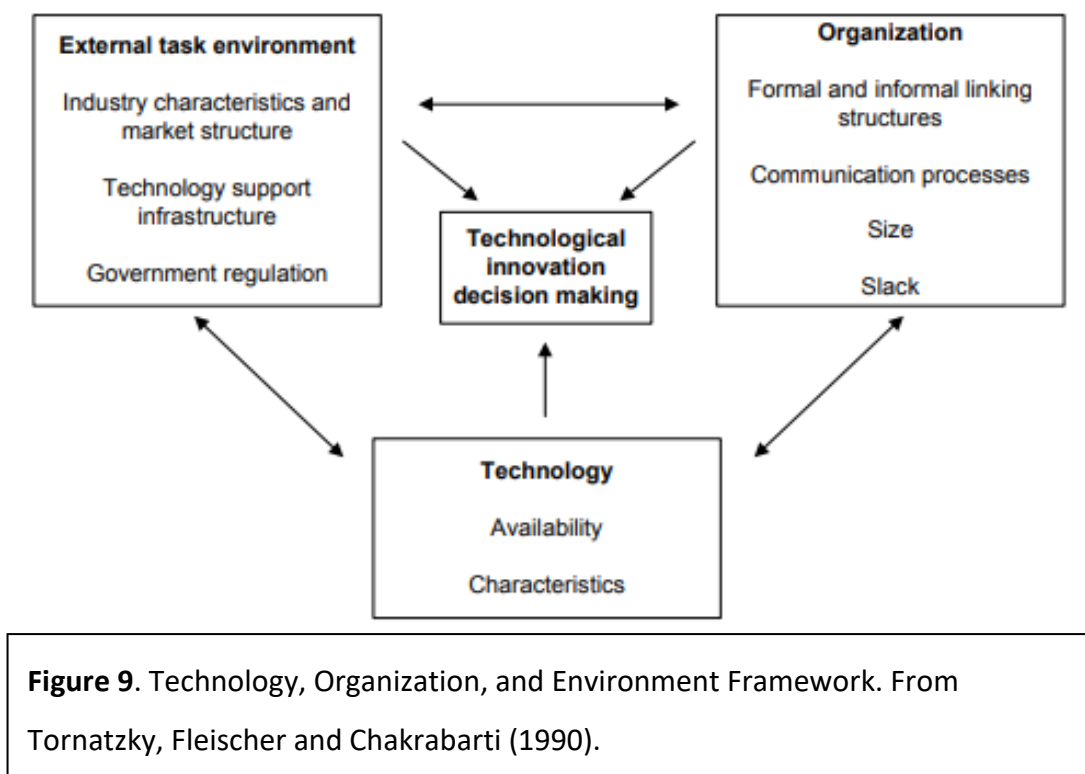 External task environment
Industry characteristics and
market structure
Technology support
infrastructure
Government regulation
Organization
Formal and informal linking
structures
Communication processes
Size
Slack
Technological
innovation
decision making
Technology
Availability
Characteristics
Figure 9. Technology, Organization, and Environment Framework. From
Tornatzky, Fleischer and Chakrabarti (1990).